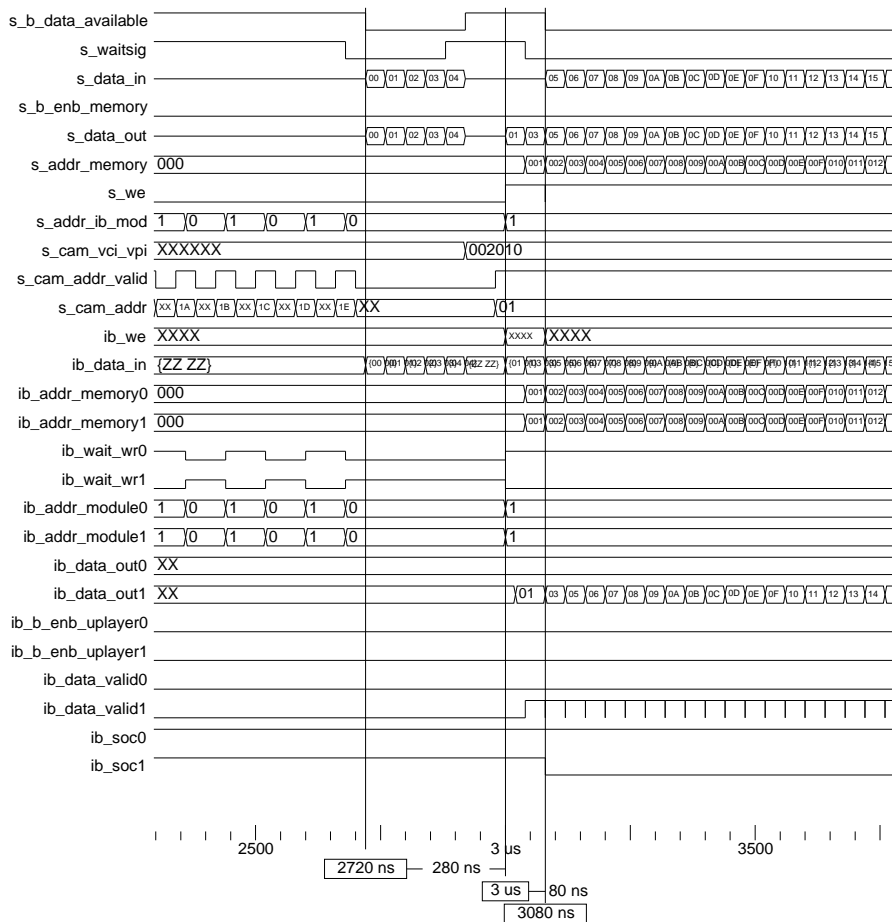 s_b_data_available
s_waitsig
s_data_in 00 01 02 03 04 05 06 07 08 09 0A 0B 0C 0D 0E 0F 10 11 12 13 14 15
s_b_enb_memory
s_data_out 00 01 02 03 04 01 03 05 06 07 08 09 0A 0B 0C 0D 0E 0F 10 11 12 13 14 15
s_addr_memory 000 001 002 003 004 005 006 007 008 009 00A 00B 00C 00D 00E 00F 010 011 012
s_we
s_addr_ib_mod 1 0 1 0 1 0 1
s_cam_vci_vpi XXXXXX 002010
s_cam_addr_valid
s_cam_addr XX 1A XX 1B XX 1C XX 1D XX 1E XX 01
ib_we XXXX XXXX XXXX
ib_data_in {ZZ ZZ}
ib_addr_memory0 000 001 002 003 004 005 006 007 008 009 00A 00B 00C 00D 00E 00F 010 011 012
ib_addr_memory1 000 001 002 003 004 005 006 007 008 009 00A 00B 00C 00D 00E 00F 010 011 012
ib_wait_wr0
ib_wait_wr1
ib_addr_module0 1 0 1 0 1 0 1
ib_addr_module1 1 0 1 0 1 0 1
ib_data_out0 XX
ib_data_out1 XX 01 03 05 06 07 08 09 0A 0B 0C 0D 0E 0F 10 11 12 13 14
ib_b_enb_uplayer0
ib_b_enb_uplayer1
ib_data_valid0
ib_data_valid1
ib_soc0
ib_soc1
2500 3 us 3500
2720 ns 280 ns
3 us 80 ns
3080 ns